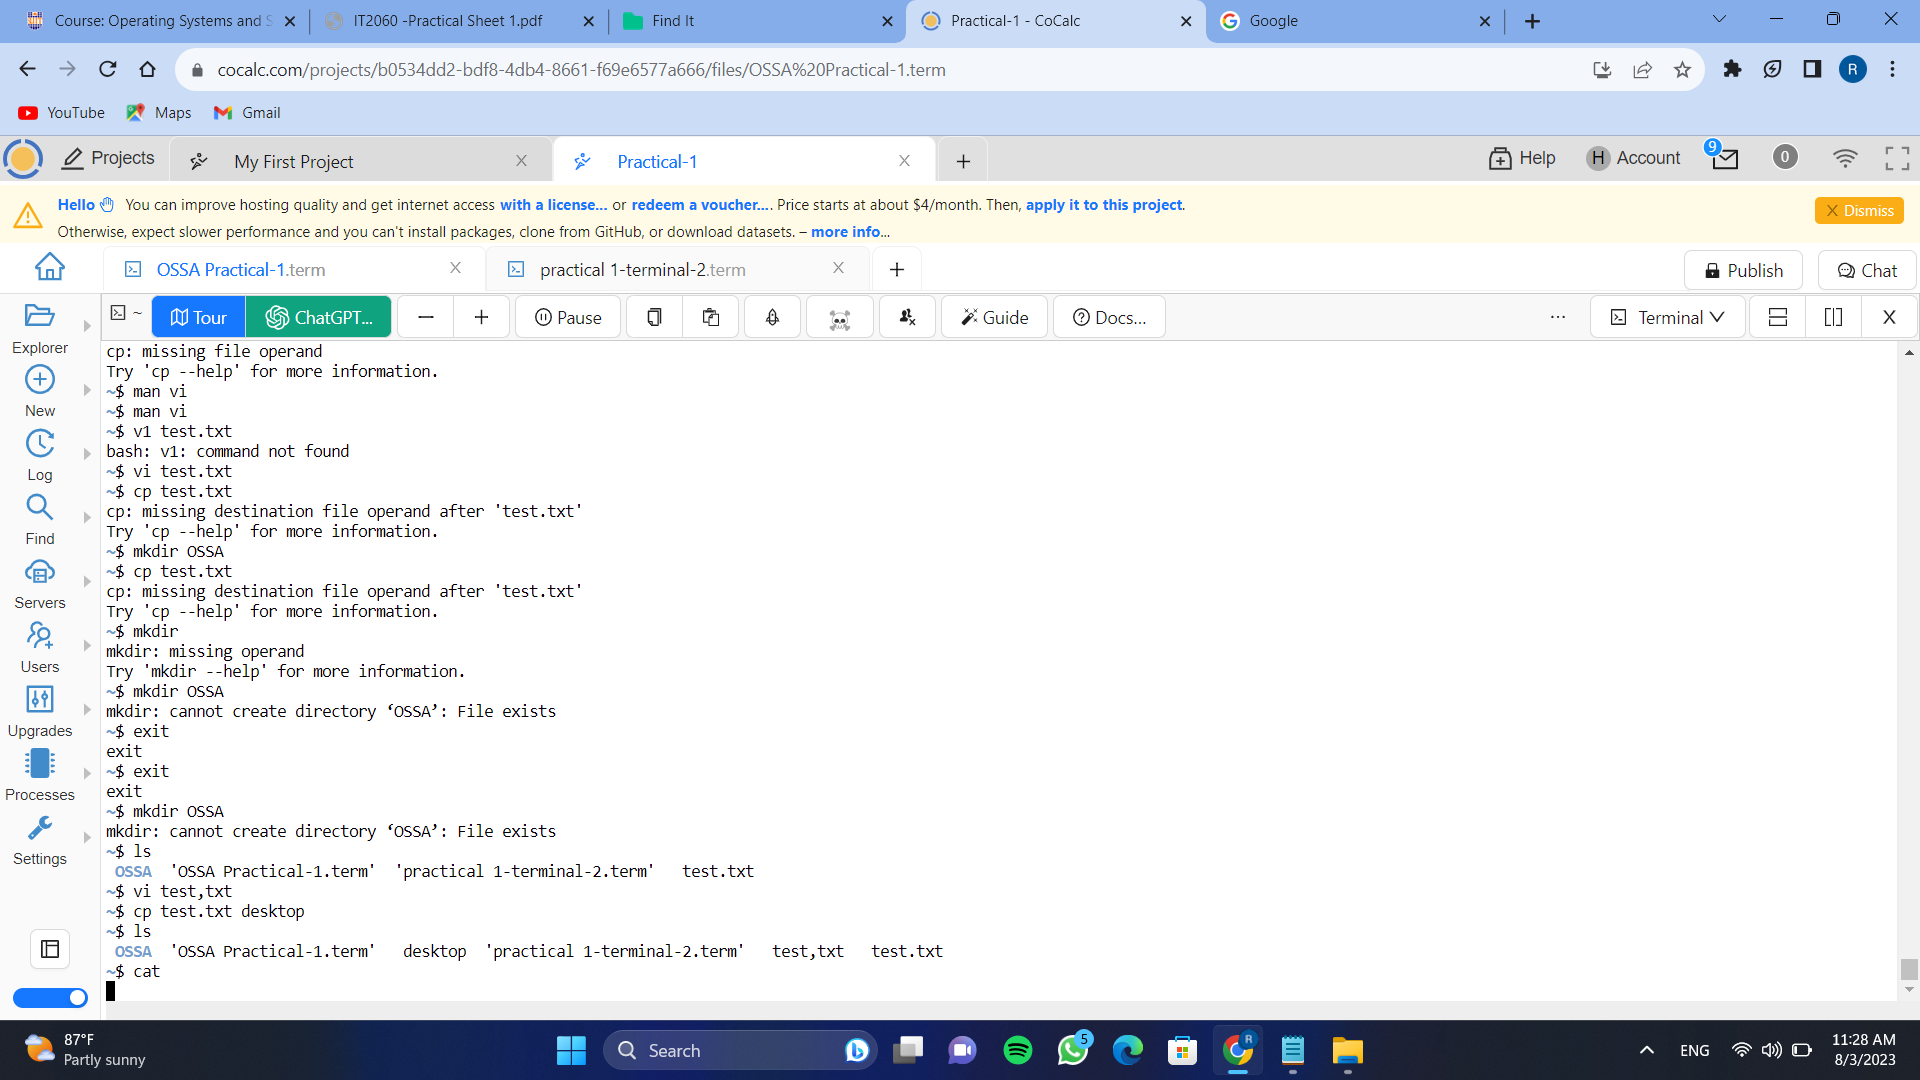 Course: Operating Systems and S
IT2060 -Practical Sheet 1.pdf
Find It
Practical-1 - CoCalc
Google
cocalc.com/projects/b0534dd2-bdf8-4db4-8661-f69e6577a666/files/OSSA%20Practical-1.term
R
YouTube
Maps
Gmail
Projects
My First Project
Practical-1
Help
H Account
9
0
Hello You can improve hosting quality and get internet access with a license... or redeem a voucher.... Price starts at about $4/month. Then, apply it to this project.
Otherwise, expect slower performance and you can't install packages, clone from GitHub, or download datasets. – more info...
Dismiss
OSSA Practical-1.term
practical 1-terminal-2.term
Publish
Chat
~
Tour
ChatGPT...
Pause
Guide
Docs...
Terminal
Explorer
New
Log
Find
Servers
Users
Upgrades
Processes
Settings
cp: missing file operand
Try 'cp --help' for more information.
~$ man vi
~$ man vi
~$ v1 test.txt
bash: v1: command not found
~$ vi test.txt
~$ cp test.txt
cp: missing destination file operand after 'test.txt'
Try 'cp --help' for more information.
~$ mkdir OSSA
~$ cp test.txt
cp: missing destination file operand after 'test.txt'
Try 'cp --help' for more information.
~$ mkdir
mkdir: missing operand
Try 'mkdir --help' for more information.
~$ mkdir OSSA
mkdir: cannot create directory ‘OSSA’: File exists
~$ exit
exit
~$ exit
exit
~$ mkdir OSSA
mkdir: cannot create directory ‘OSSA’: File exists
~$ ls
OSSA 'OSSA Practical-1.term' 'practical 1-terminal-2.term' test.txt
~$ vi test,txt
~$ cp test.txt desktop
~$ ls
OSSA 'OSSA Practical-1.term' desktop 'practical 1-terminal-2.term' test,txt test.txt
~$ cat
87°F
Partly sunny
Search
5
R
ENG
11:28 AM
8/3/2023